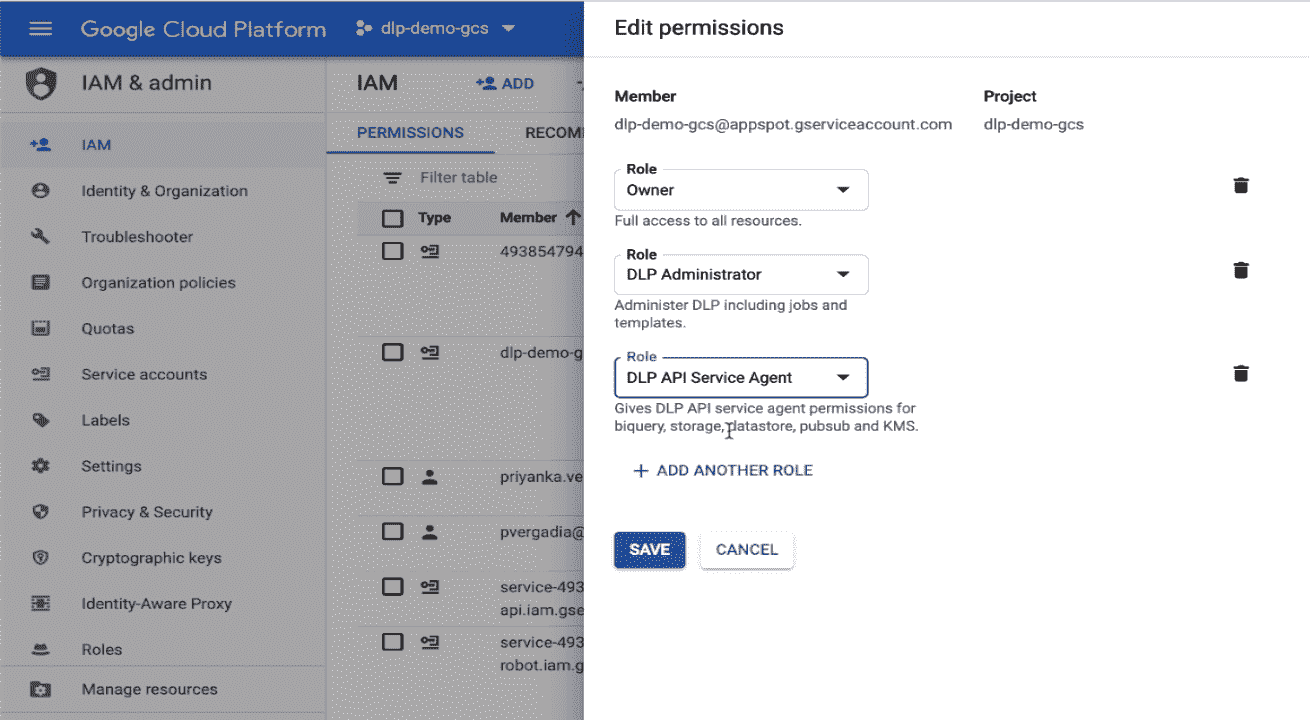 Google Cloud Platform
dlp-demo-gcs
IAM & admin
IAM
Identity & Organization
Troubleshooter
Organization policies
Quotas
Service accounts
Labels
Settings
Privacy & Security
Cryptographic keys
Identity-Aware Proxy
Roles
Manage resources
IAM
ADD
PERMISSIONS
RECOM
Filter table
Type
Member
493854794
dlp-demo-g
priyanka.ve
pvergadia@
service-493
api.iam.gse
service-493
robot.iam.g
Edit permissions
Member
Project
dlp-demo-gcs@appspot.gserviceaccount.com
dlp-demo-gcs
Role
Owner
Full access to all resources.
Role
DLP Administrator
Administer DLP including jobs and
templates.
Role
DLP API Service Agent
Gives DLP API service agent permissions for
biquery, storage, datastore, pubsub and KMS.
ADD ANOTHER ROLE
SAVE
CANCEL